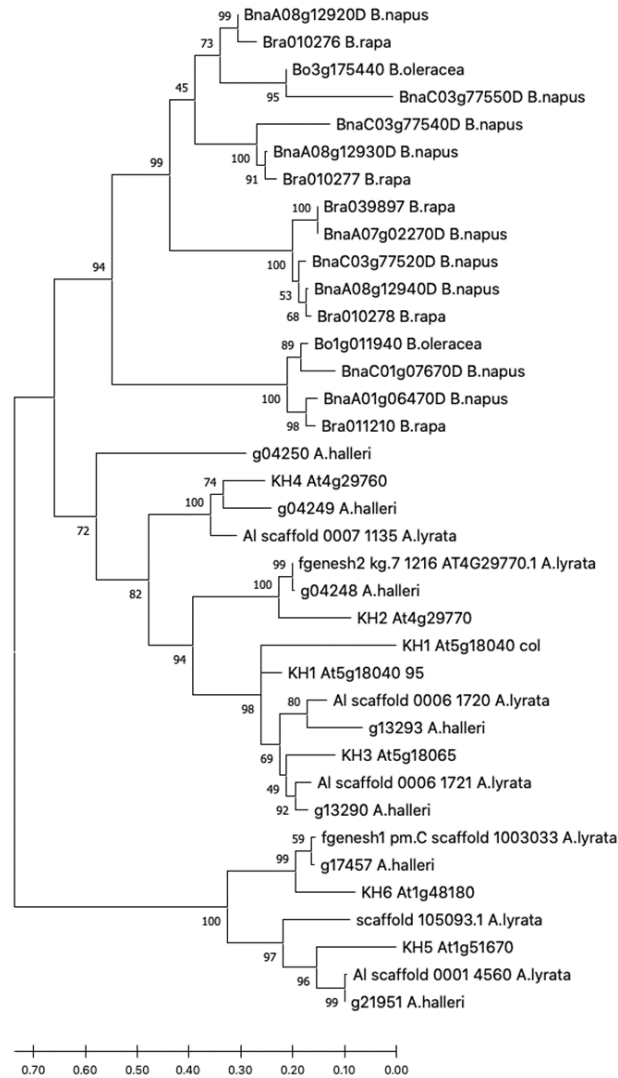 99 BnaA08g12920D B.napus
73 Bra010276 B.rapa
Bo3g175440 B.oleracea
45 95 BnaC03g77550D B.napus
BnaC03g77540D B.napus
99 100 BnaA08g12930D B.napus
91 Bra010277 B.rapa
100 Bra039897 B.rapa
BnaA07g02270D B.napus
94 100 BnaC03g77520D B.napus
53 BnaA08g12940D B.napus
68 Bra010278 B.rapa
89 Bo1g011940 B.oleracea
BnaC01g07670D B.napus
100 BnaA01g06470D B.napus
98 Bra011210 B.rapa
g04250 A.halleri
74 KH4 At4g29760
100 g04249 A.halleri
72 Al scaffold 0007 1135 A.lyrata
99 fgenesh2 kg.7 1216 AT4G29770.1 A.lyrata
100 g04248 A.halleri
82 KH2 At4g29770
KH1 At5g18040 col
94 KH1 At5g18040 95
80 Al scaffold 0006 1720 A.lyrata
98 g13293 A.halleri
69 KH3 At5g18065
49 Al scaffold 0006 1721 A.lyrata
92 g13290 A.halleri
59 fgenesh1 pm.C scaffold 1003033 A.lyrata
99 g17457 A.halleri
KH6 At1g48180
100 scaffold 105093.1 A.lyrata
97 KH5 At1g51670
96 Al scaffold 0001 4560 A.lyrata
99 g21951 A.halleri
0.70 0.60 0.50 0.40 0.30 0.20 0.10 0.00